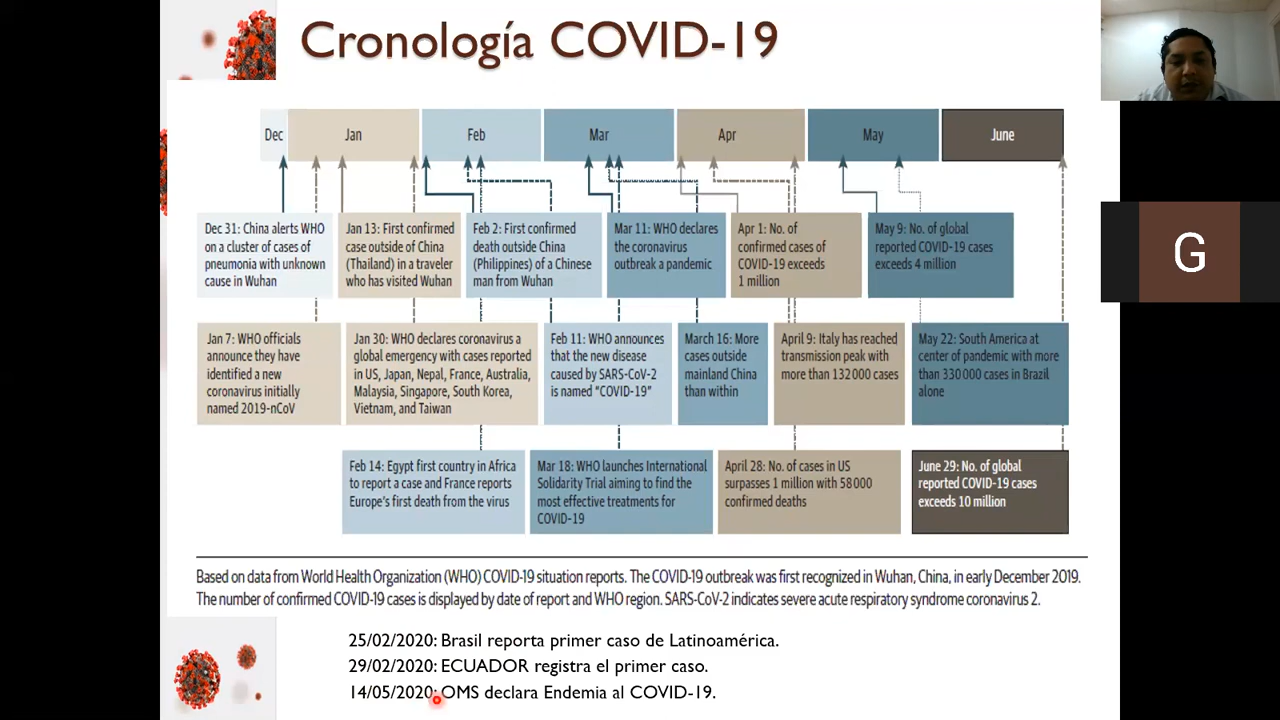 Cronología COVID-19
Dec
Jan
Feb
Mar
Apr
May
June
Dec 31: China alerts WHO
on a cluster of cases of
pneumonia with unknown
cause in Wuhan
Jan 13: First confirmed
case outside of China
(Thailand) in a traveler
who has visited Wuhan
Feb 2: First confirmed
death outside China
(Philippines) of a Chinese
man from Wuhan
Mar 11: WHO declares
the coronavirus
outbreak a pandemic
Apr 1: No. of
confirmed cases of
COVID-19 exceeds
1 million
May 9: No. of global
reported COVID-19 cases
exceeds 4 million
Jan 7: WHO officials
announce they have
identified a new
coronavirus initially
named 2019-nCoV
Jan 30: WHO declares coronavirus a
global emergency with cases reported
in US, Japan, Nepal, France, Australia,
Malaysia, Singapore, South Korea,
Vietnam, and Taiwan
Feb 11: WHO announces
that the new disease
caused by SARS-CoV-2
is named “COVID-19”
March 16: More
cases outside
mainland China
than within
April 9: Italy has reached
transmission peak with
more than 132 000 cases
May 22: South America at
center of pandemic with more
than 330 000 cases in Brazil
alone
Feb 14: Egypt first country in Africa
to report a case and France reports
Europe's first death from the virus
Mar 18: WHO launches International
Solidarity Trial aiming to find the
most effective treatments for
COVID-19
April 28: No. of cases in US
surpasses 1 million with 58 000
confirmed deaths
June 29: No. of global
reported COVID-19 cases
exceeds 10 million
Based on data from World Health Organization (WHO) COVID-19 situation reports. The COVID-19 outbreak was first recognized in Wuhan, China, in early December 2019.
The number of confirmed COVID-19 cases is displayed by date of report and WHO region. SARS-CoV-2 indicates severe acute respiratory syndrome coronavirus 2.
25/02/2020: Brasil reporta primer caso de Latinoamérica.
29/02/2020: ECUADOR registra el primer caso.
14/05/2020: OMS declara Endemia al COVID-19.
G